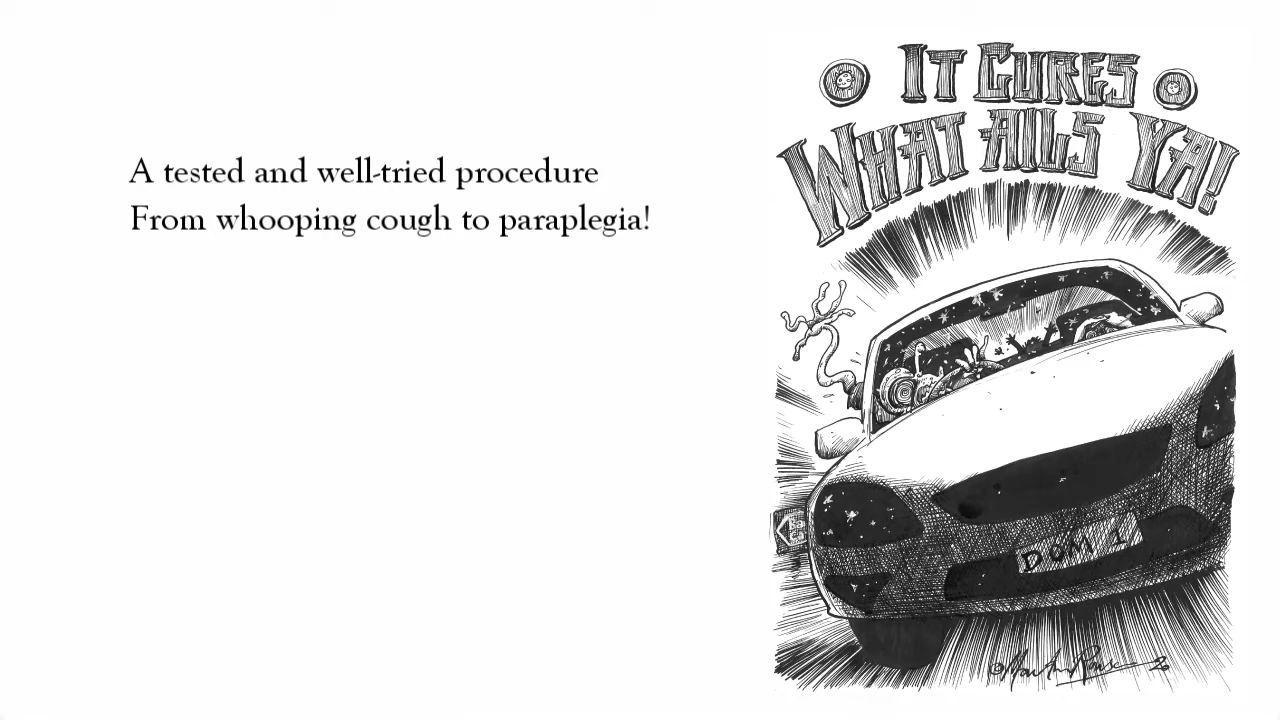 A tested and well-tried procedure
From whooping cough to paraplegia!
IT CURES
WHAT AILS YA!
DOM 1